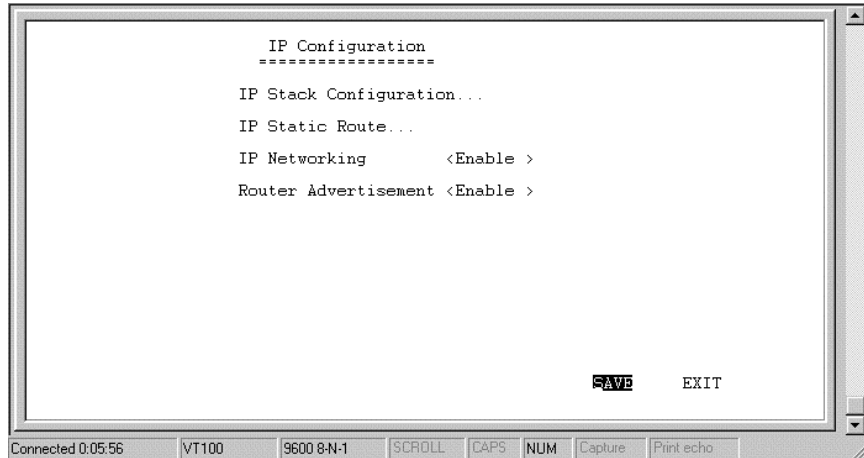 IP Configuration
==================
IP Stack Configuration...
IP Static Route...
IP Networking <Enable >
Router Advertisement <Enable >
SAVE EXIT
Connected 0:05:56 VT100 9600 8-N-1 SCROLL CAPS NUM Capture Print echo